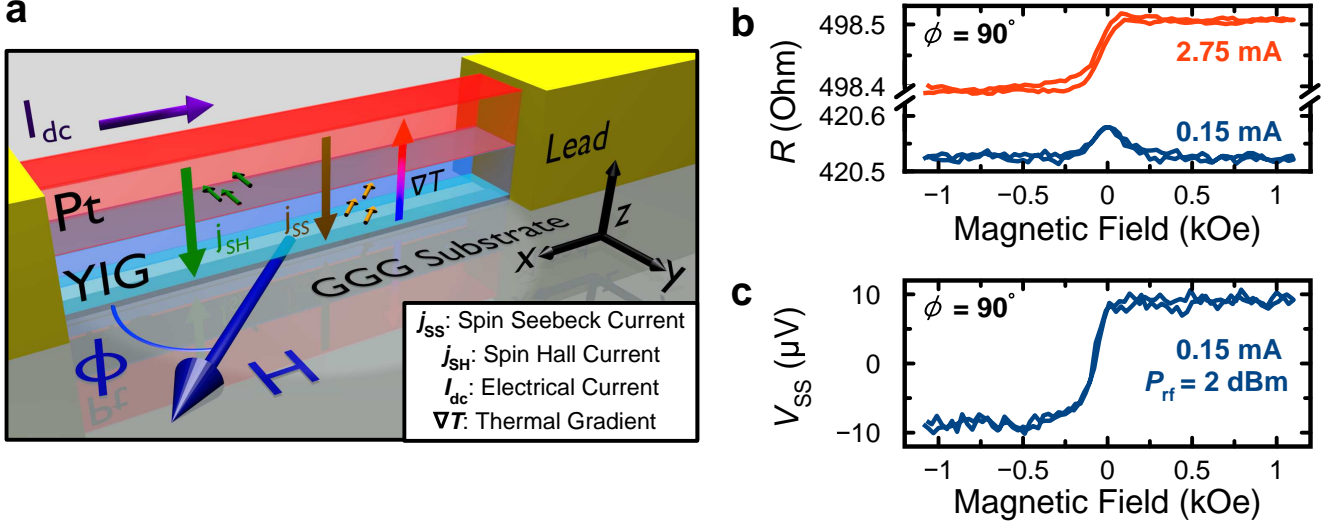 a
I_dc
Pt
j_SH
j_SS
∇T
Lead
YIG
GGG Substrate
x
y
z
ϕ
H
Pt
j_SS: Spin Seebeck Current
j_SH: Spin Hall Current
I_dc: Electrical Current
∇T: Thermal Gradient
b
ϕ = 90°
2.75 mA
0.15 mA
498.5
498.4
420.6
420.5
R (Ohm)
−1
−0.5
0
0.5
1
Magnetic Field (kOe)
c
ϕ = 90°
0.15 mA
P_rf = 2 dBm
10
0
−10
V_SS (µV)
−1
−0.5
0
0.5
1
Magnetic Field (kOe)